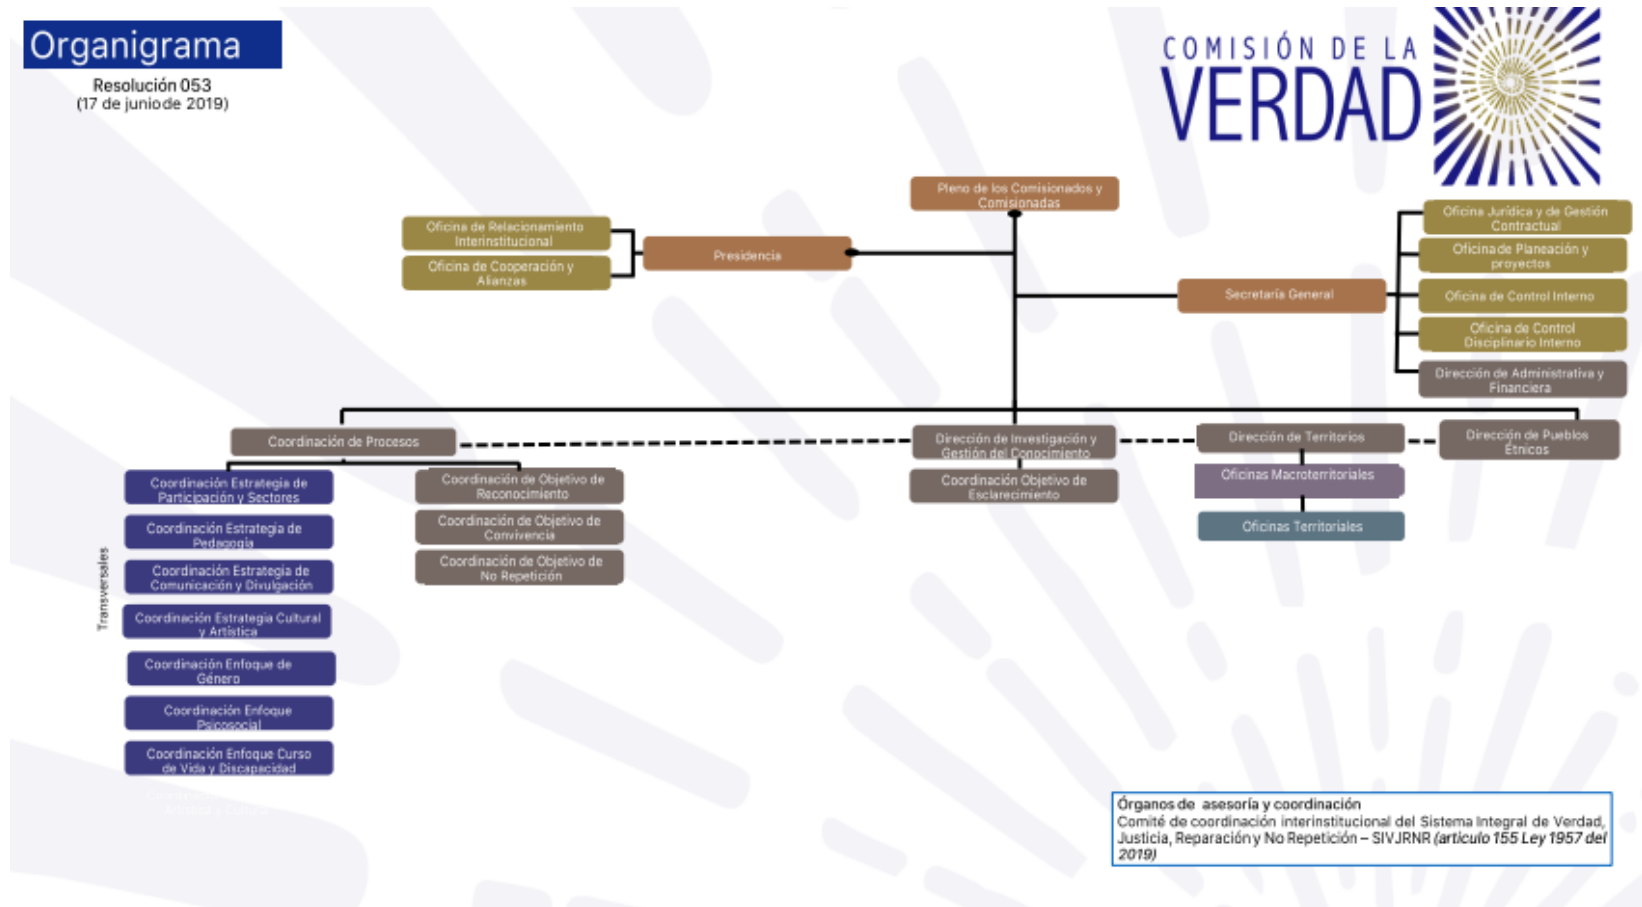 Organigrama
Resolución 053
(17 de junio de 2019)
COMISIÓN DE LA
VERDAD
Pleno de los Comisionados y
Comisionadas
Oficina de Relacionamiento
Interinstitucional
Oficina de Cooperación y
Alianzas
Presidencia
Secretaría General
Oficina Jurídica y de Gestión
Contractual
Oficina de Planeación y
proyectos
Oficina de Control Interno
Oficina de Control
Disciplinario Interno
Dirección de Administrativa y
Financiera
Coordinación de Procesos
Dirección de Investigación y
Gestión del Conocimiento
Dirección de Territorios
Dirección de Pueblos
Étnicos
Coordinación Estrategia de
Participación y Sectores
Coordinación Estrategia de
Pedagogía
Coordinación Estrategia de
Comunicación y Divulgación
Coordinación Estrategia Cultural
y Artística
Coordinación Enfoque de
Género
Coordinación Enfoque
Psicosocial
Coordinación Enfoque Curso
de Vida y Discapacidad
Transversales
Coordinación de Objetivo de
Reconocimiento
Coordinación de Objetivo de
Convivencia
Coordinación de Objetivo de
No Repetición
Coordinación Objetivo de
Esclarecimiento
Oficinas Macroterritoriales
Oficinas Territoriales
Órganos de asesoría y coordinación
Comité de coordinación interinstitucional del Sistema Integral de Verdad,
Justicia, Reparación y No Repetición – SIVJRNR (articulo 155 Ley 1957 del
2019)